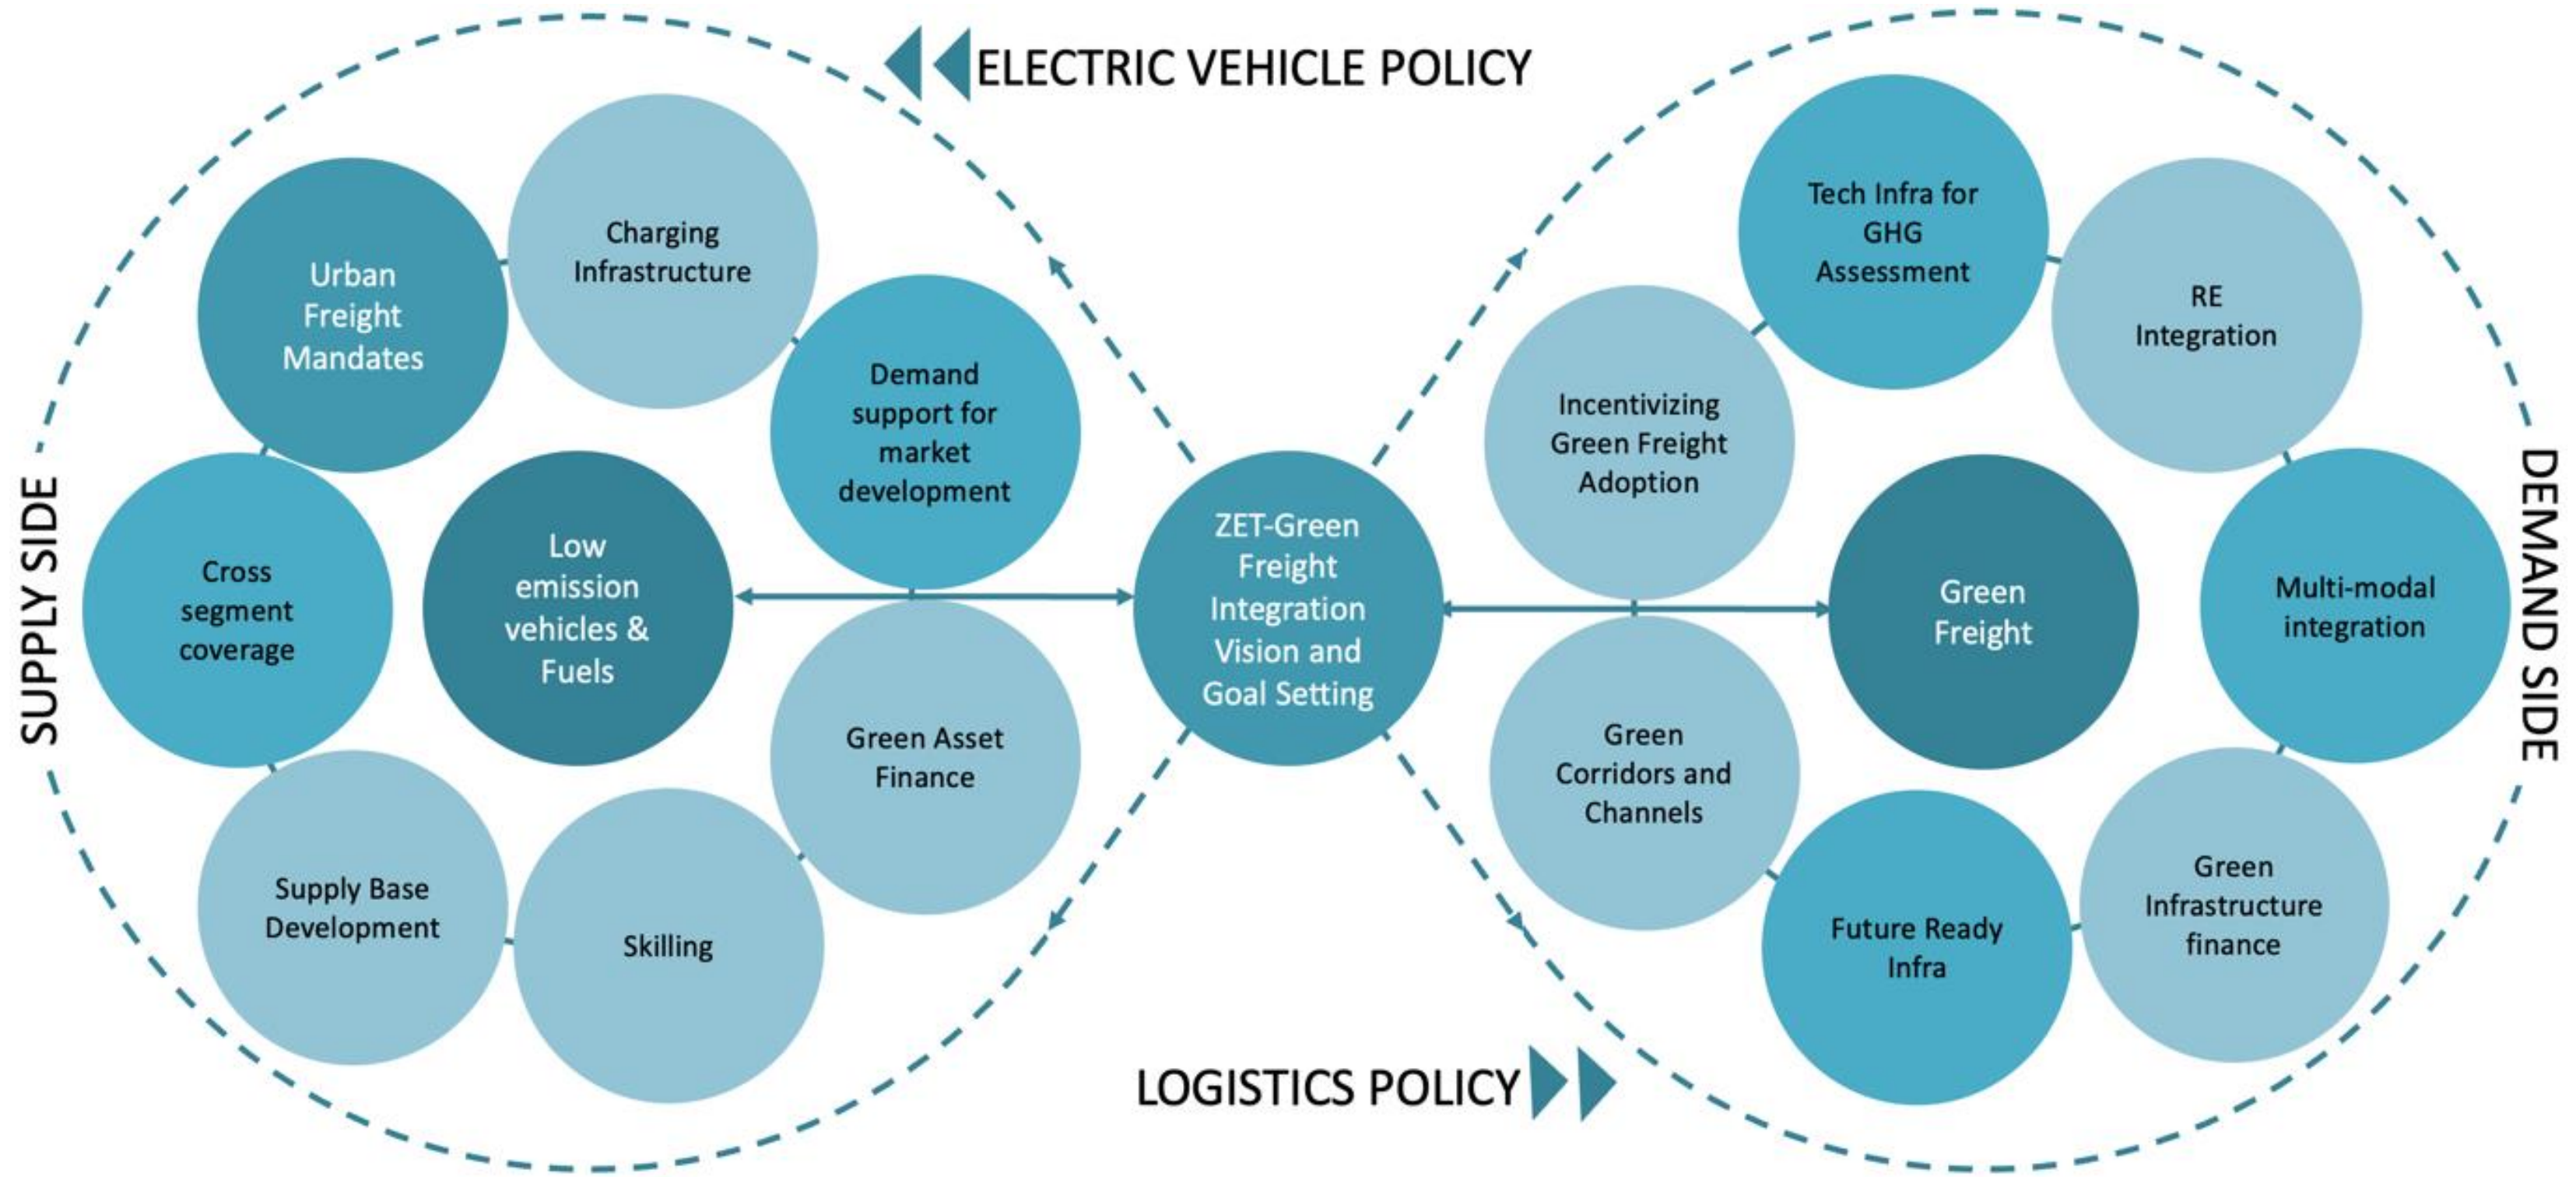 ELECTRIC VEHICLE POLICY
SUPPLY SIDE
Urban
Freight
Mandates
Charging
Infrastructure
Demand
support for
market
development
Cross
segment
coverage
Low
emission
vehicles &
Fuels
Green Asset
Finance
Supply Base
Development
Skilling
ZET-Green
Freight
Integration
Vision and
Goal Setting
Tech Infra for
GHG
Assessment
RE
Integration
Incentivizing
Green Freight
Adoption
Green
Freight
Multi-modal
integration
Green
Corridors and
Channels
Future Ready
Infra
Green
Infrastructure
finance
DEMAND SIDE
LOGISTICS POLICY